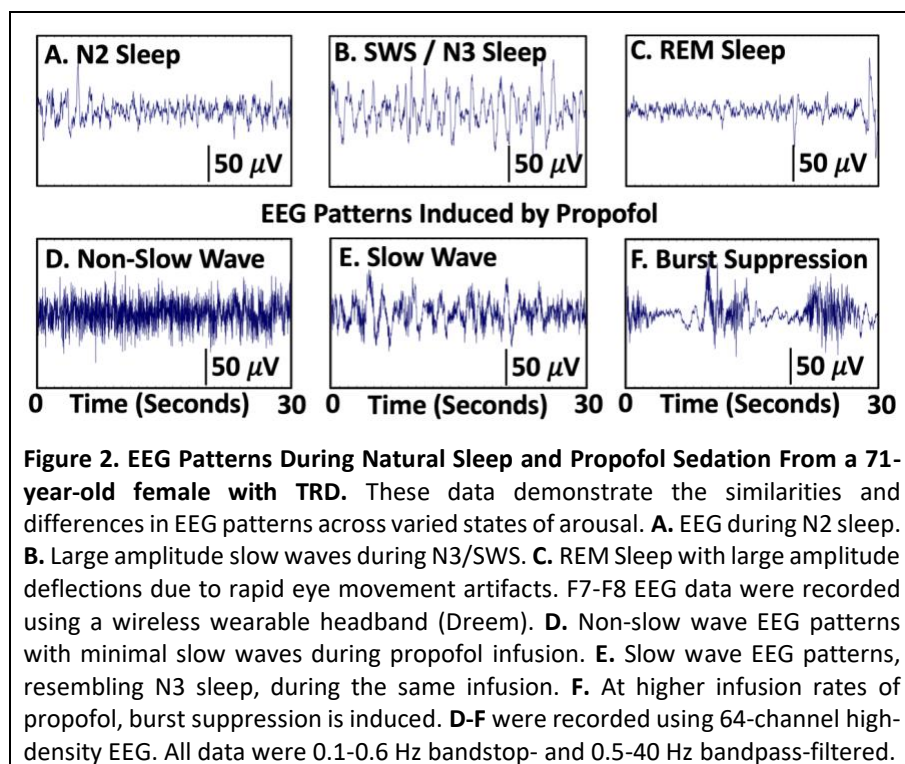 A. N2 Sleep
B. SWS / N3 Sleep
C. REM Sleep
50 μV
50 μV
50 μV
EEG Patterns Induced by Propofol
D. Non-Slow Wave
E. Slow Wave
F. Burst Suppression
50 μV
50 μV
50 μV
0 Time (Seconds) 30 0 Time (Seconds) 30 0 Time (Seconds) 30
Figure 2. EEG Patterns During Natural Sleep and Propofol Sedation From a 71-
year-old female with TRD. These data demonstrate the similarities and
differences in EEG patterns across varied states of arousal. A. EEG during N2 sleep.
B. Large amplitude slow waves during N3/SWS. C. REM Sleep with large amplitude
deflections due to rapid eye movement artifacts. F7-F8 EEG data were recorded
using a wireless wearable headband (Dreem). D. Non-slow wave EEG patterns
with minimal slow waves during propofol infusion. E. Slow wave EEG patterns,
resembling N3 sleep, during the same infusion. F. At higher infusion rates of
propofol, burst suppression is induced. D-F were recorded using 64-channel high-
density EEG. All data were 0.1-0.6 Hz bandstop- and 0.5-40 Hz bandpass-filtered.